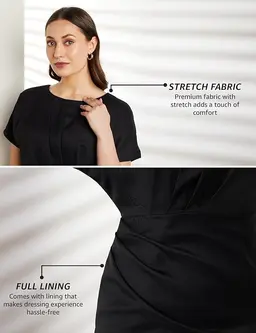 STRETCH FABRIC
Premium fabric with
stretch adds a touch of
comfort
FULL LINING
Comes with lining that
makes dressing experience
hassle-free